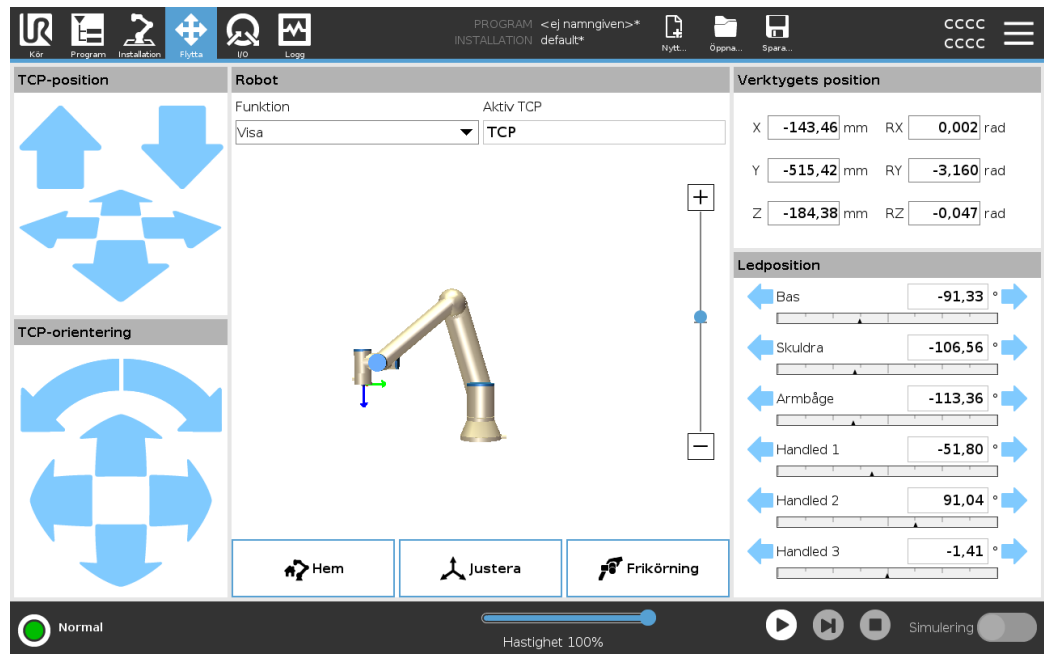 UR
Kör
Program
Installation
Flytta
I/O
Logg
PROGRAM <ej namngiven>*
INSTALLATION default*
Nytt...
Öppna...
Spara...
CCCC
CCCC
TCP-position
Robot
Verktygets position
Funktion
Aktiv TCP
Visa
TCP
X -143,46 mm RX 0,002 rad
Y -515,42 mm RY -3,160 rad
Z -184,38 mm RZ -0,047 rad
Ledposition
Bas -91,33 °
Skuldra -106,56 °
Armbåge -113,36 °
Handled 1 -51,80 °
Handled 2 91,04 °
Handled 3 -1,41 °
TCP-orientering
Hem
Justera
Frikörning
Normal
Hastighet 100%
Simulering